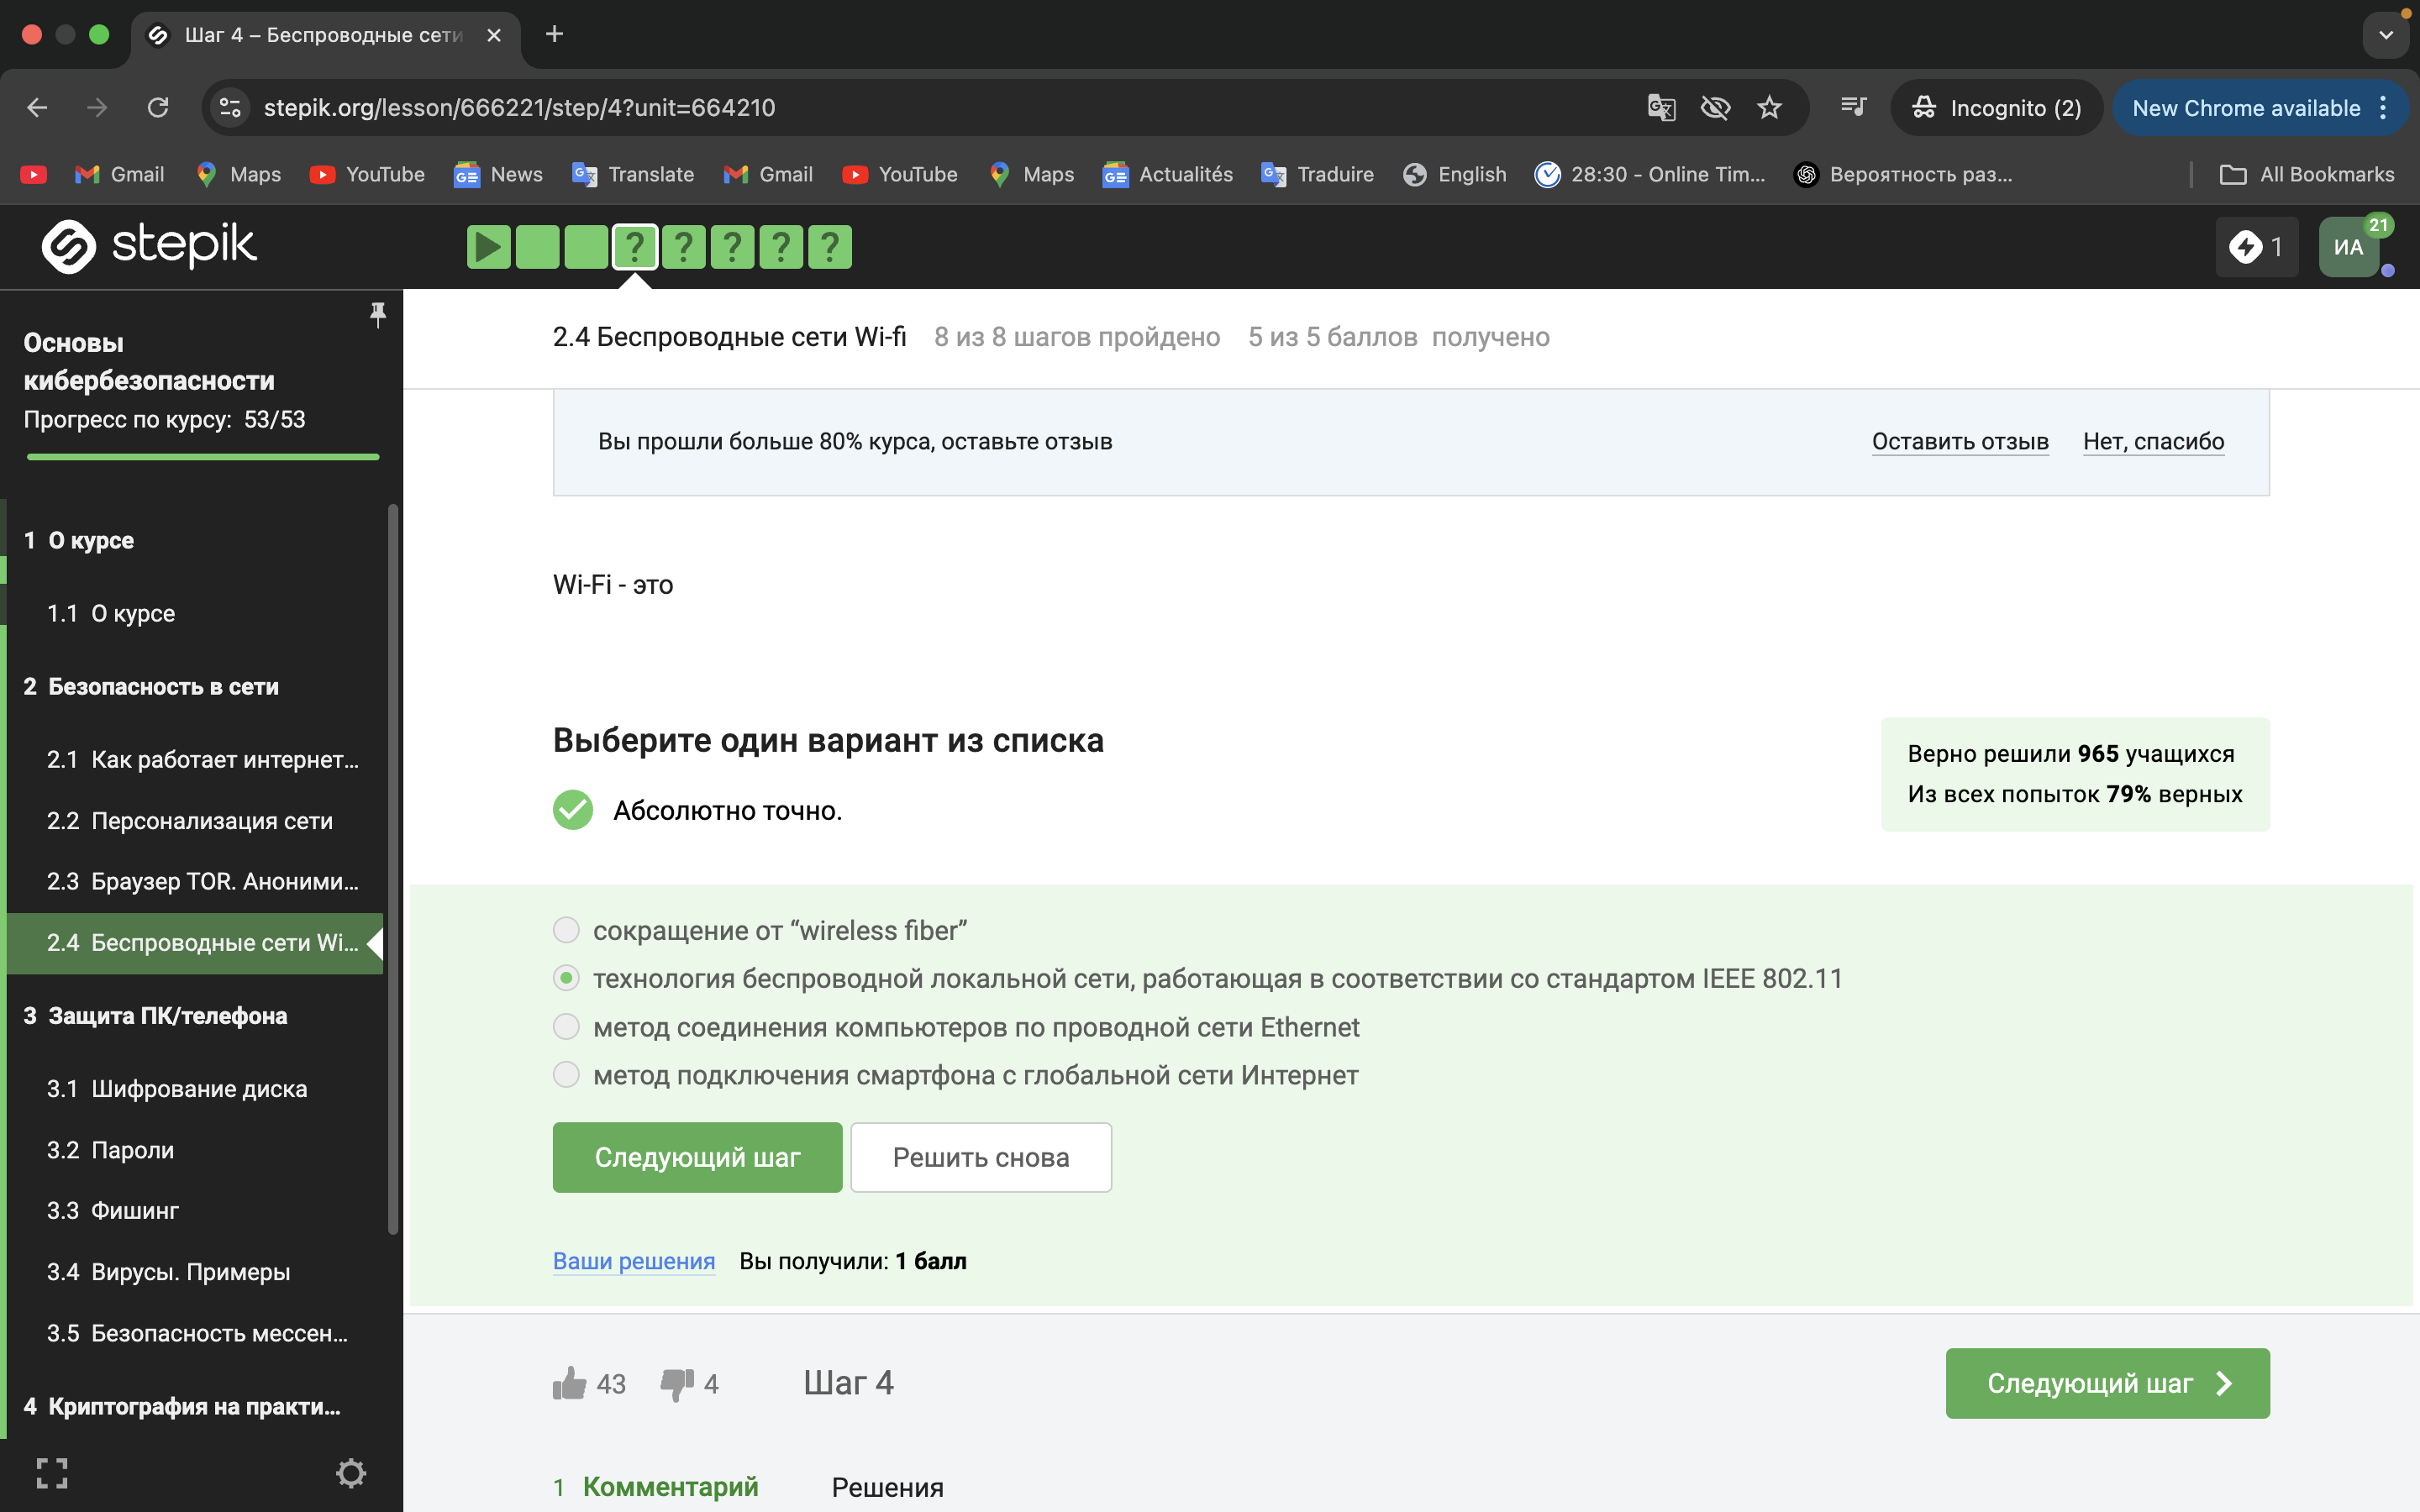 Шаг 4 – Беспроводные сети
stepik.org/lesson/666221/step/4?unit=664210
Incognito (2)
New Chrome available
Gmail
Maps
YouTube
News
Translate
Gmail
YouTube
Maps
Actualités
Traduire
English
28:30 - Online Tim...
Вероятность раз...
All Bookmarks
stepik
? ? ? ? ?
1
ИА
21
Основы
кибербезопасности
Прогресс по курсу: 53/53
1 О курсе
1.1 О курсе
2 Безопасность в сети
2.1 Как работает интернет...
2.2 Персонализация сети
2.3 Браузер TOR. Аноними...
2.4 Беспроводные сети Wi...
3 Защита ПК/телефона
3.1 Шифрование диска
3.2 Пароли
3.3 Фишинг
3.4 Вирусы. Примеры
3.5 Безопасность мессен...
4 Криптография на практи...
2.4 Беспроводные сети Wi-fi 8 из 8 шагов пройдено 5 из 5 баллов получено
Вы прошли больше 80% курса, оставьте отзыв
Оставить отзыв
Нет, спасибо
Wi-Fi - это
Выберите один вариант из списка
Абсолютно точно.
Верно решили 965 учащихся
Из всех попыток 79% верных
сокращение от “wireless fiber”
технология беспроводной локальной сети, работающая в соответствии со стандартом IEEE 802.11
метод соединения компьютеров по проводной сети Ethernet
метод подключения смартфона с глобальной сети Интернет
Следующий шаг
Решить снова
Ваши решения
Вы получили: 1 балл
43
4
Шаг 4
Следующий шаг
1 Комментарий
Решения